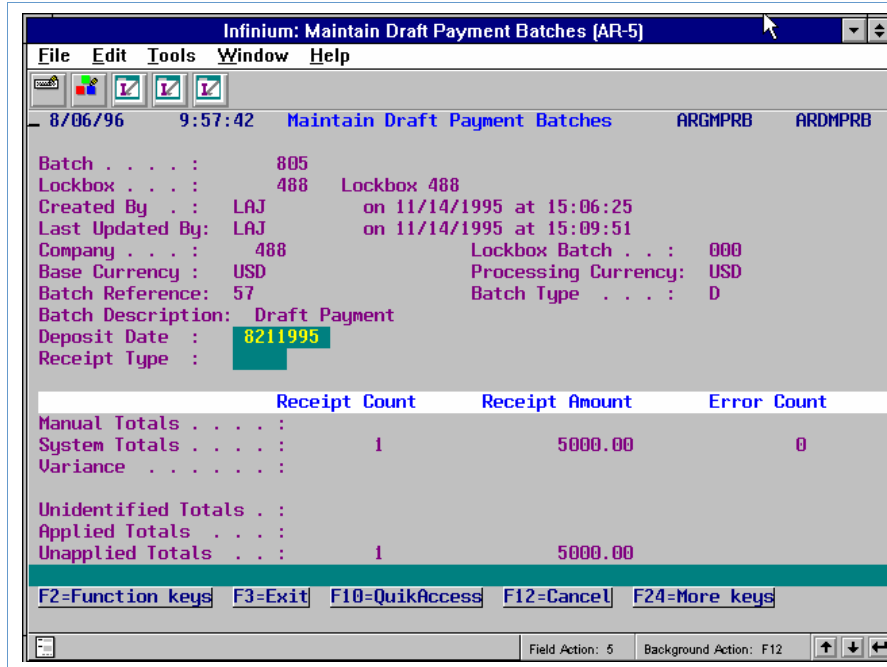 Infinium: Maintain Draft Payment Batches (AR-5)
File Edit Tools Window Help
8/06/96 9:57:42 Maintain Draft Payment Batches ARGMPRB ARDMPRB
Batch . . . . : 805
Lockbox . . . : 488 Lockbox 488
Created By . : LAJ on 11/14/1995 at 15:06:25
Last Updated By: LAJ on 11/14/1995 at 15:09:51
Company . . . : 488 Lockbox Batch . . : 000
Base Currency : USD Processing Currency: USD
Batch Reference: 57 Batch Type . . . : D
Batch Description: Draft Payment
Deposit Date : 8211995
Receipt Type :
Receipt Count Receipt Amount Error Count
Manual Totals . . . . :
System Totals . . . . : 1 5000.00 0
Variance . . . . . . :
Unidentified Totals . :
Applied Totals . . . :
Unapplied Totals . . : 1 5000.00
F2=Function keys F3=Exit F10=QuikAccess F12=Cancel F24=More keys
Field Action: 5 Background Action: F12